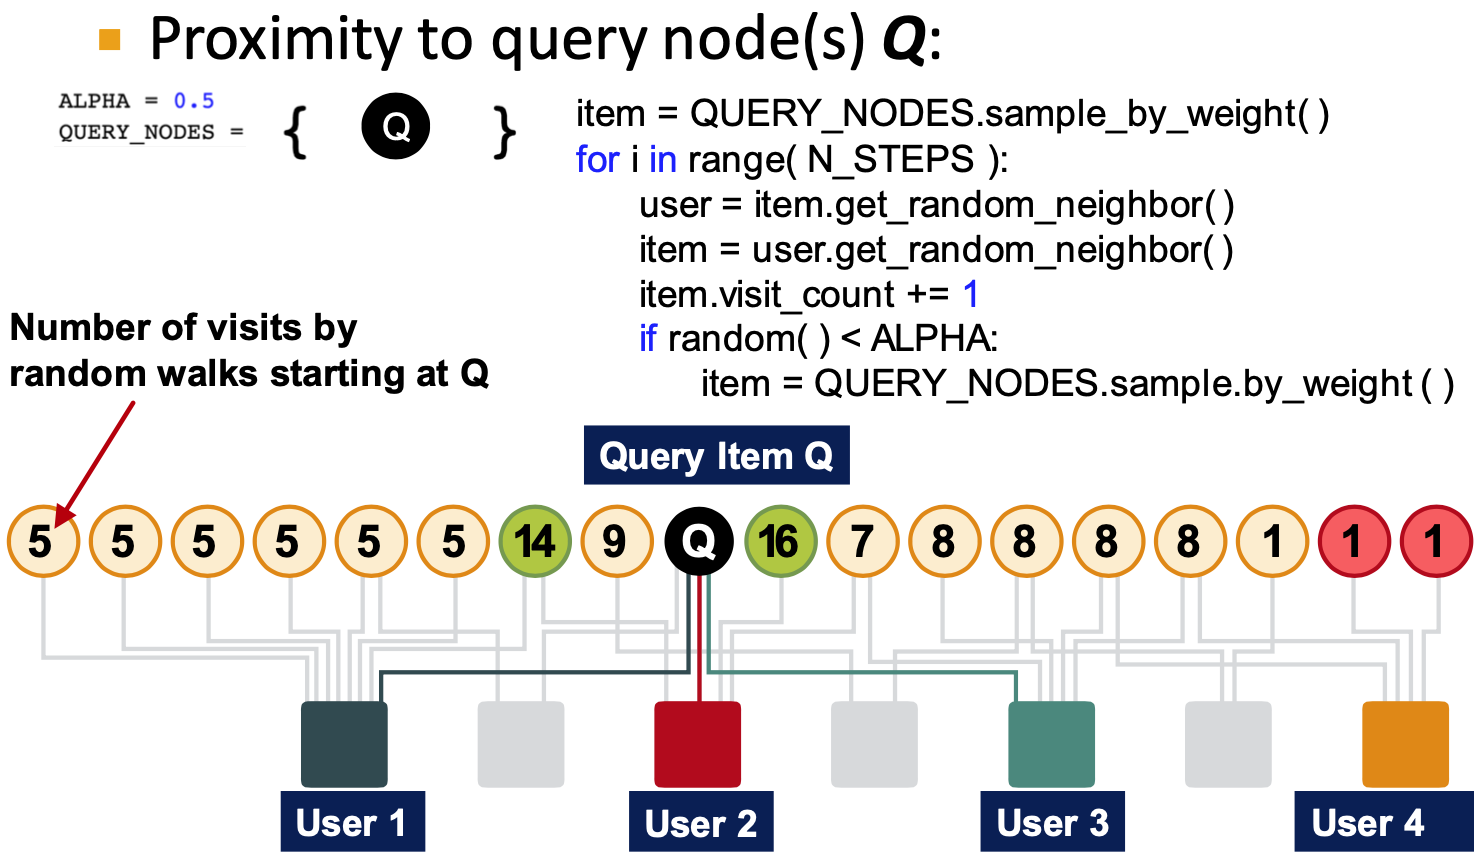 Proximity to query node(s) Q:
ALPHA = 0.5
QUERY_NODES = { Q }
item = QUERY_NODES.sample_by_weight( )
for i in range( N_STEPS ):
user = item.get_random_neighbor( )
item = user.get_random_neighbor( )
item.visit_count += 1
if random( ) < ALPHA:
item = QUERY_NODES.sample.by_weight ( )
Number of visits by
random walks starting at Q
Query Item Q
5 5 5 5 5 5 14 9 Q 16 7 8 8 8 8 1 1 1
User 1 User 2 User 3 User 4